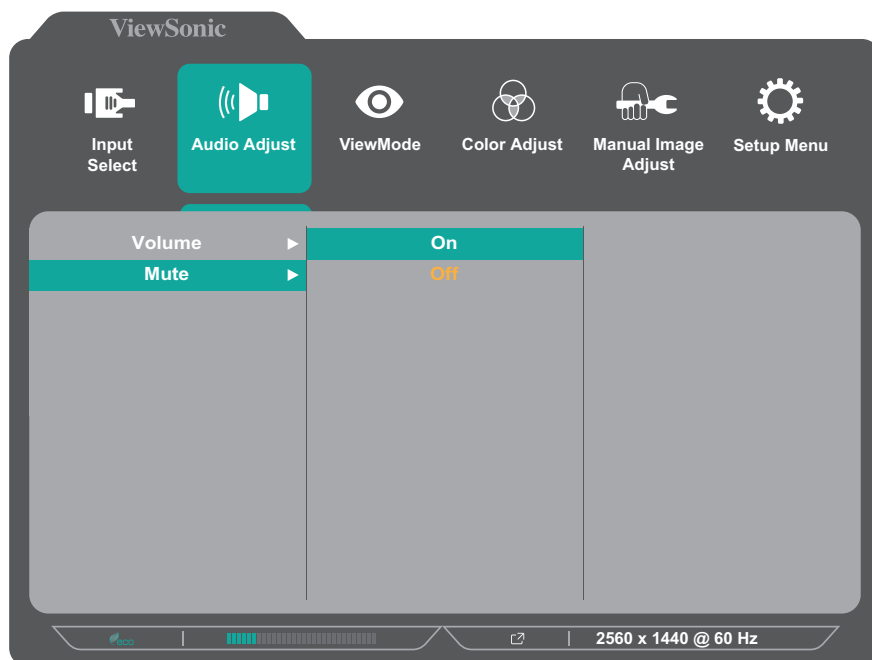 ViewSonic
Input Select
Audio Adjust
ViewMode
Color Adjust
Manual Image Adjust
Setup Menu
Volume
On
Mute
Off
eco
2560 x 1440 @ 60 Hz